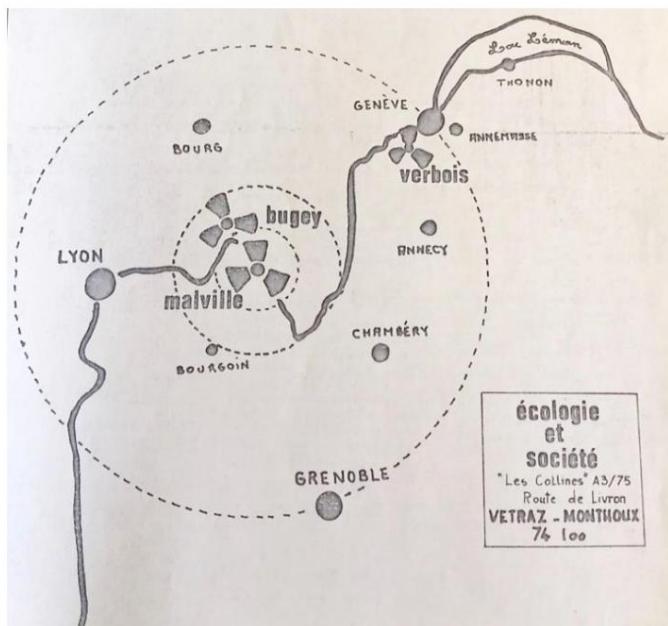 Lac Léman
THONON
GENÈVE
ANNEMASSE
BOURG
verbois
bugey
ANNECY
LYON
malville
CHAMBÉRY
BOURGOIN
GRENOBLE
écologie
et
société
"Les Collines" A3/75
Route de Livron
VETRAZ - MONTHOUX
74 100